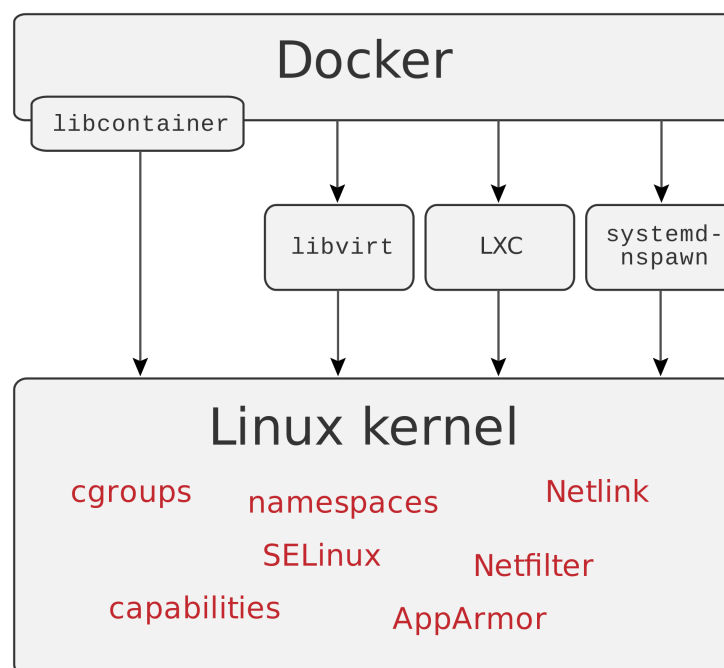 Docker
libcontainer
libvirt
LXC
systemd-
nspawn
Linux kernel
cgroups
namespaces
Netlink
SELinux
Netfilter
capabilities
AppArmor